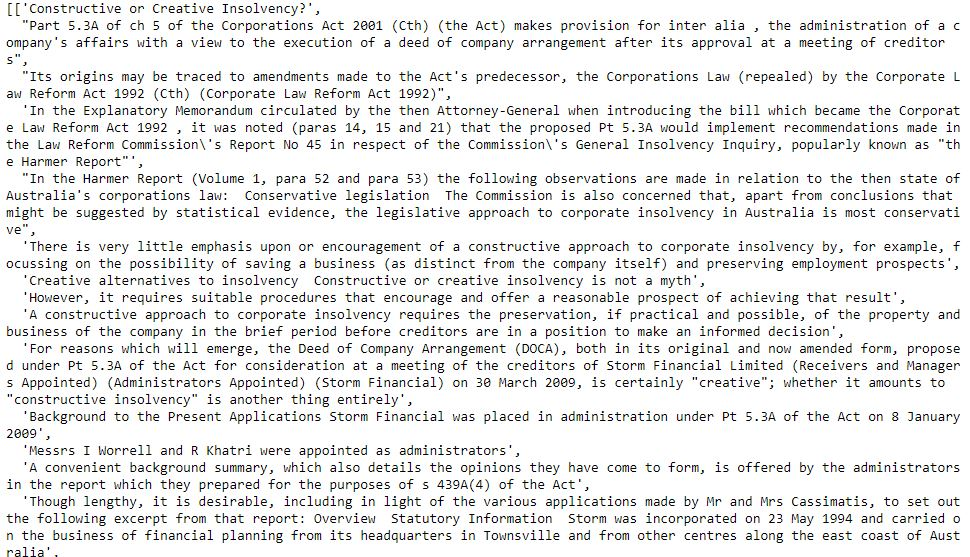 [['Constructive or Creative Insolvency?',
"Part 5.3A of ch 5 of the Corporations Act 2001 (Cth) (the Act) makes provision for inter alia , the administration of a c
ompany's affairs with a view to the execution of a deed of company arrangement after its approval at a meeting of creditor
s",
"Its origins may be traced to amendments made to the Act's predecessor, the Corporations Law (repealed) by the Corporate L
aw Reform Act 1992 (Cth) (Corporate Law Reform Act 1992)",
'In the Explanatory Memorandum circulated by the then Attorney-General when introducing the bill which became the Corporat
e Law Reform Act 1992 , it was noted (paras 14, 15 and 21) that the proposed Pt 5.3A would implement recommendations made in
the Law Reform Commission\'s Report No 45 in respect of the Commission\'s General Insolvency Inquiry, popularly known as "th
e Harmer Report"',
"In the Harmer Report (Volume 1, para 52 and para 53) the following observations are made in relation to the then state of
Australia's corporations law:  Conservative legislation  The Commission is also concerned that, apart from conclusions that
might be suggested by statistical evidence, the legislative approach to corporate insolvency in Australia is most conservati
ve",
'There is very little emphasis upon or encouragement of a constructive approach to corporate insolvency by, for example, f
ocussing on the possibility of saving a business (as distinct from the company itself) and preserving employment prospects',
'Creative alternatives to insolvency  Constructive or creative insolvency is not a myth',
'However, it requires suitable procedures that encourage and offer a reasonable prospect of achieving that result',
'A constructive approach to corporate insolvency requires the preservation, if practical and possible, of the property and
business of the company in the brief period before creditors are in a position to make an informed decision',
'For reasons which will emerge, the Deed of Company Arrangement (DOCA), both in its original and now amended form, propose
d under Pt 5.3A of the Act for consideration at a meeting of the creditors of Storm Financial Limited (Receivers and Manager
s Appointed) (Administrators Appointed) (Storm Financial) on 30 March 2009, is certainly "creative"; whether it amounts to
"constructive insolvency" is another thing entirely',
'Background to the Present Applications Storm Financial was placed in administration under Pt 5.3A of the Act on 8 January
2009',
'Messrs I Worrell and R Khatri were appointed as administrators',
'A convenient background summary, which also details the opinions they have come to form, is offered by the administrators
in the report which they prepared for the purposes of s 439A(4) of the Act',
'Though lengthy, it is desirable, including in light of the various applications made by Mr and Mrs Cassimatis, to set out
the following excerpt from that report: Overview  Statutory Information  Storm was incorporated on 23 May 1994 and carried o
n the business of financial planning from its headquarters in Townsville and from other centres along the east coast of Aust
ralia',